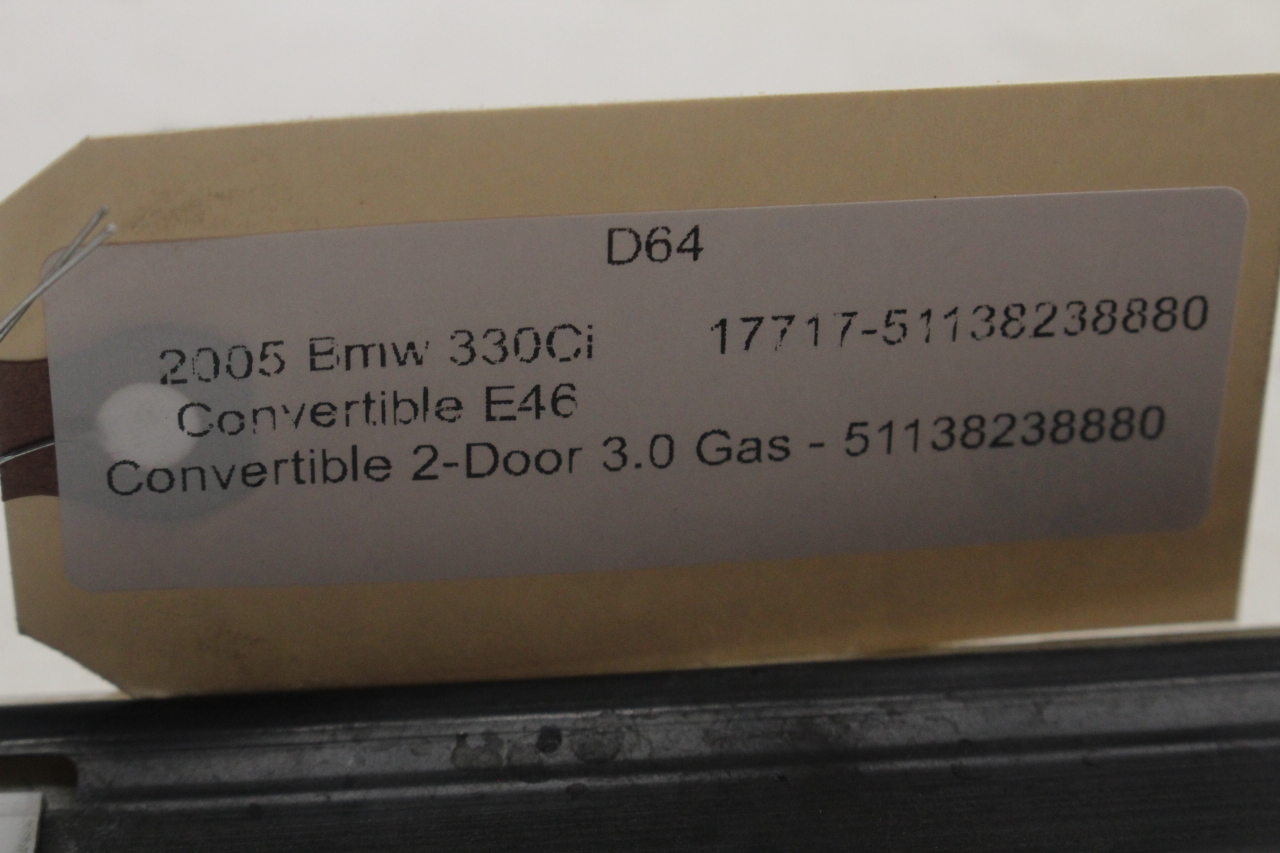 D64
2005 Bmw 330Ci 17717-51138238880
Convertible E46
Convertible 2-Door 3.0 Gas - 51138238880